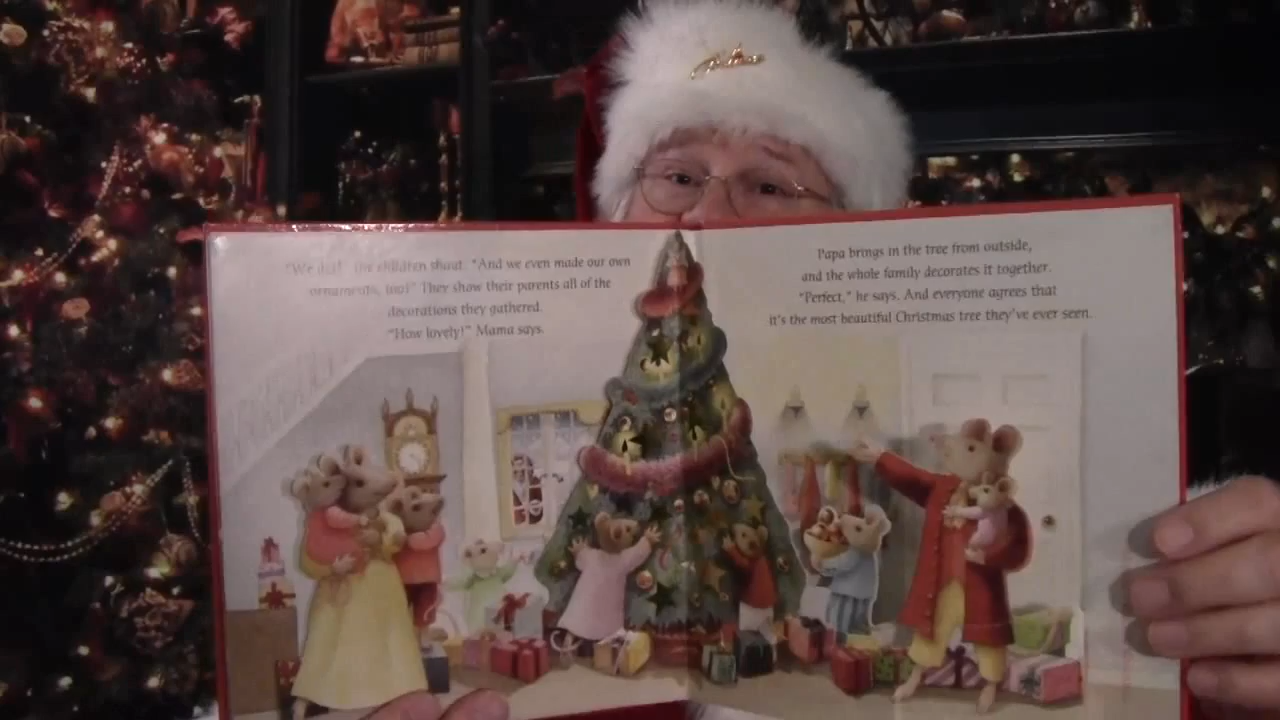 "We did!" the children shout. "And we even made our own
ornaments, too!" They show their parents all of the
decorations they gathered.
"How lovely!" Mama says.
Papa brings in the tree from outside,
and the whole family decorates it together.
"Perfect," he says. And everyone agrees that
it's the most beautiful Christmas tree they've ever seen.